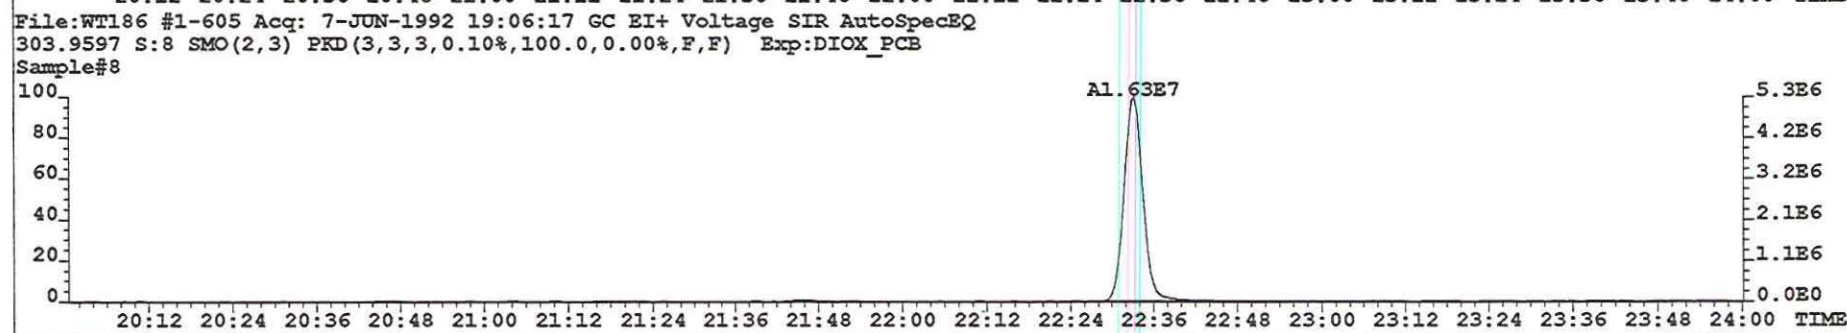 File:WT186 #1-605 Acq: 7-JUN-1992 19:06:17 GC EI+ Voltage SIR AutoSpecEQ
303.9597 S:8 SMO(2,3) PKD(3,3,3,0.10%,100.0,0.00%,F,F) Exp:DIOX_PCB
Sample#8
A1.63E7
100 5.3E6
80 4.2E6
60 3.2E6
40 2.1E6
20 1.1E6
0 0.0E0
20:12 20:24 20:36 20:48 21:00 21:12 21:24 21:36 21:48 22:00 22:12 22:24 22:36 22:48 23:00 23:12 23:24 23:36 23:48 24:00 TIME